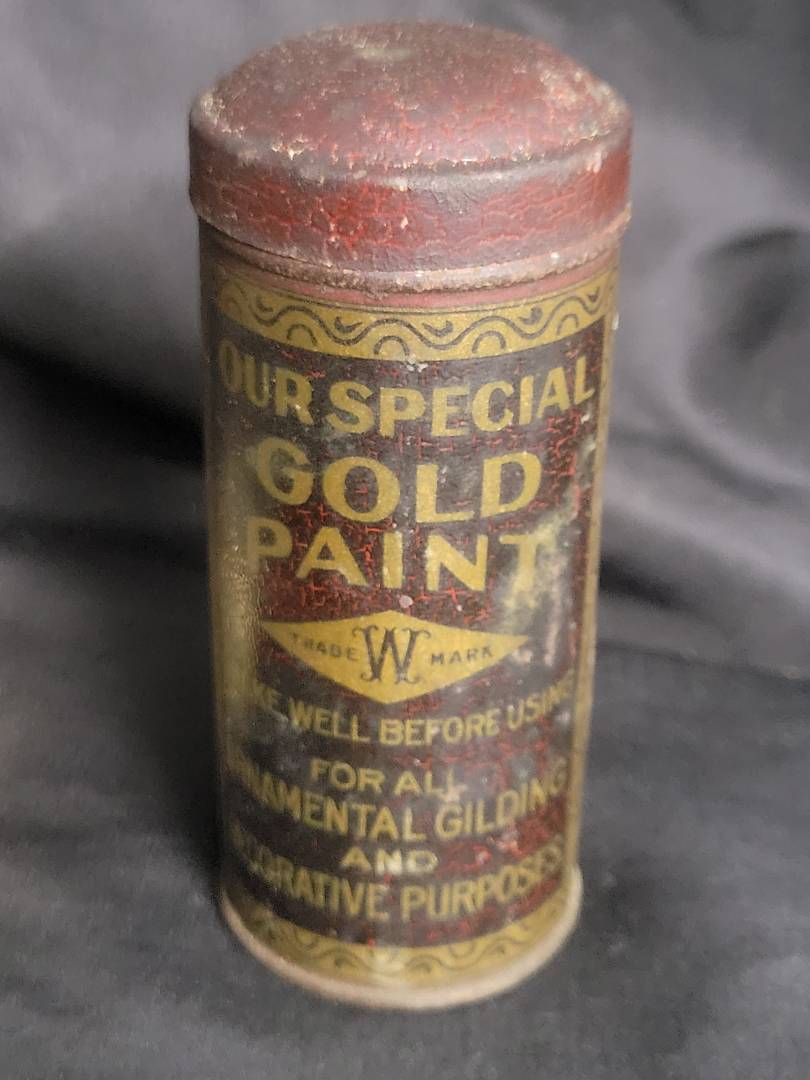 OUR SPECIAL
GOLD
PAINT
TRADE W MARK
WELL BEFORE USING
FOR ALL
GILDING
AND
PURPOSES